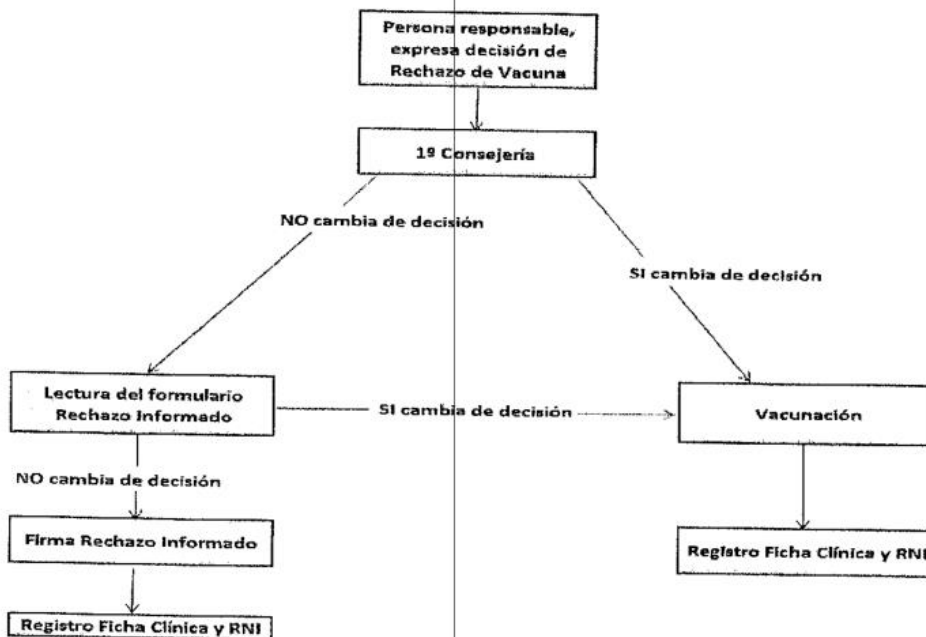 Persona responsable,
expresa decisión de
Rechazo de Vacuna
1ª Consejería
NO cambia de decisión
SI cambia de decisión
Lectura del formulario
Rechazo Informado
SI cambia de decisión
Vacunación
NO cambia de decisión
Firma Rechazo Informado
Registro Ficha Clínica y RNI
Registro Ficha Clínica y RNI